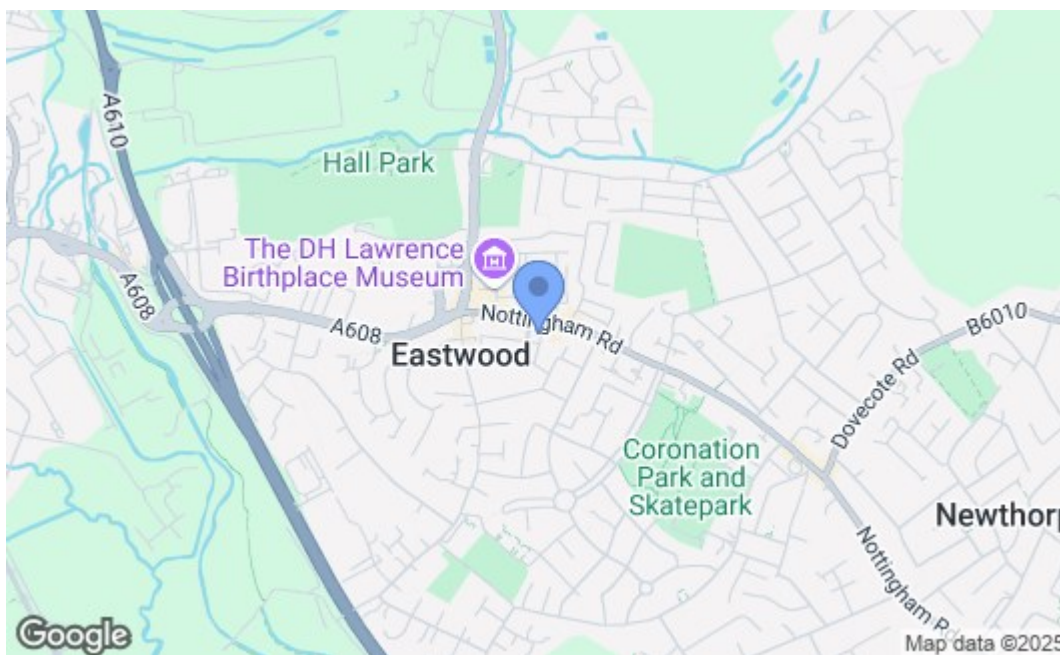 A610
Hall Park
The DH Lawrence
Birthplace Museum
A608
A608
Nottingham Rd
Eastwood
B6010
Dovecote Rd
Coronation
Park and
Skatepark
Newthorp
Nottingham Rd
Google
Map data ©2025